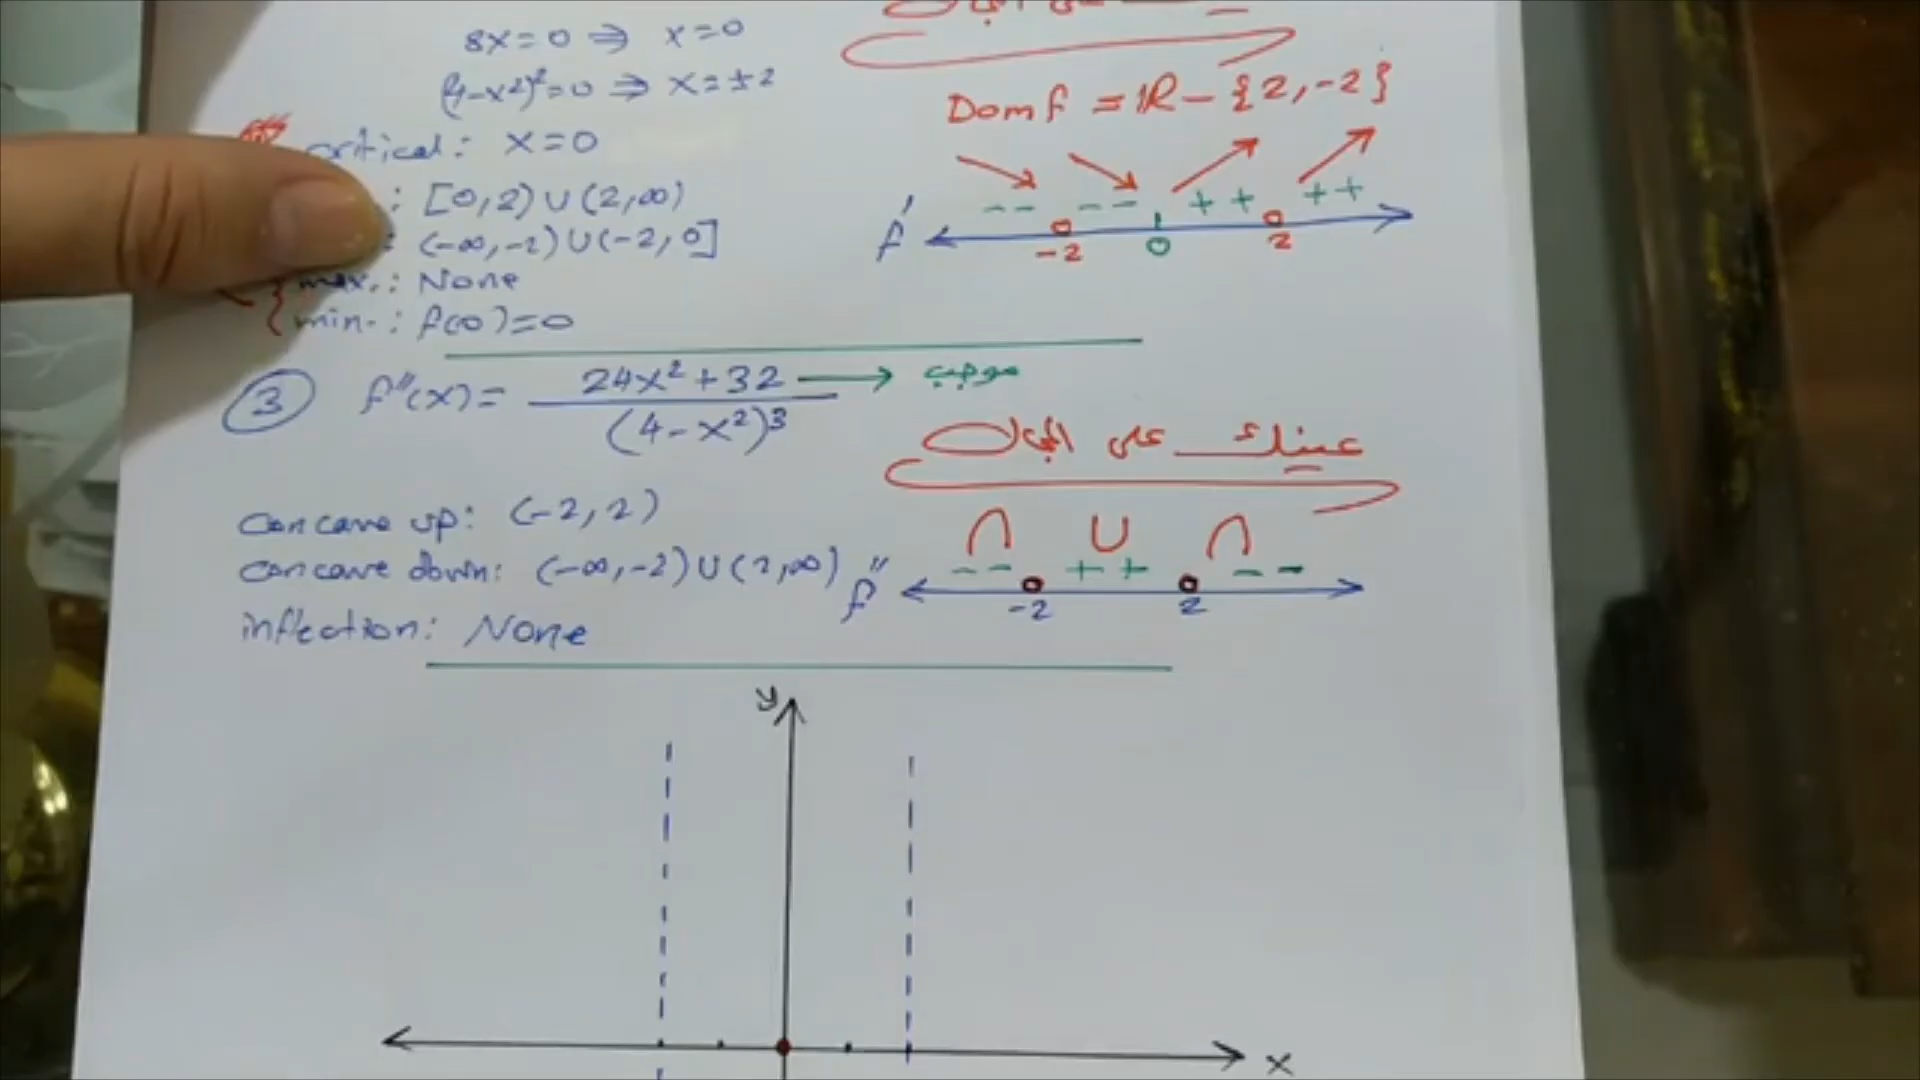 8x=0 ⇒ x=0
(4-x²)²=0 ⇒ x=±2
critical: x=0
: [0,2)∪(2,∞)
: (-∞,-2)∪(-2,0]
max.: None
min.: f(0)=0
Dom f = ℝ - {2,-2}
-- -- ++ ++
f′
-2 0 2
③ f″(x)= (24x²+32)/(4-x²)³ → موجب
عينك على المجال
concave up: (-2,2)
concave down: (-∞,-2)∪(2,∞)
inflection: None
∩ ∪ ∩
-- ++ --
f″
-2 2
y
x